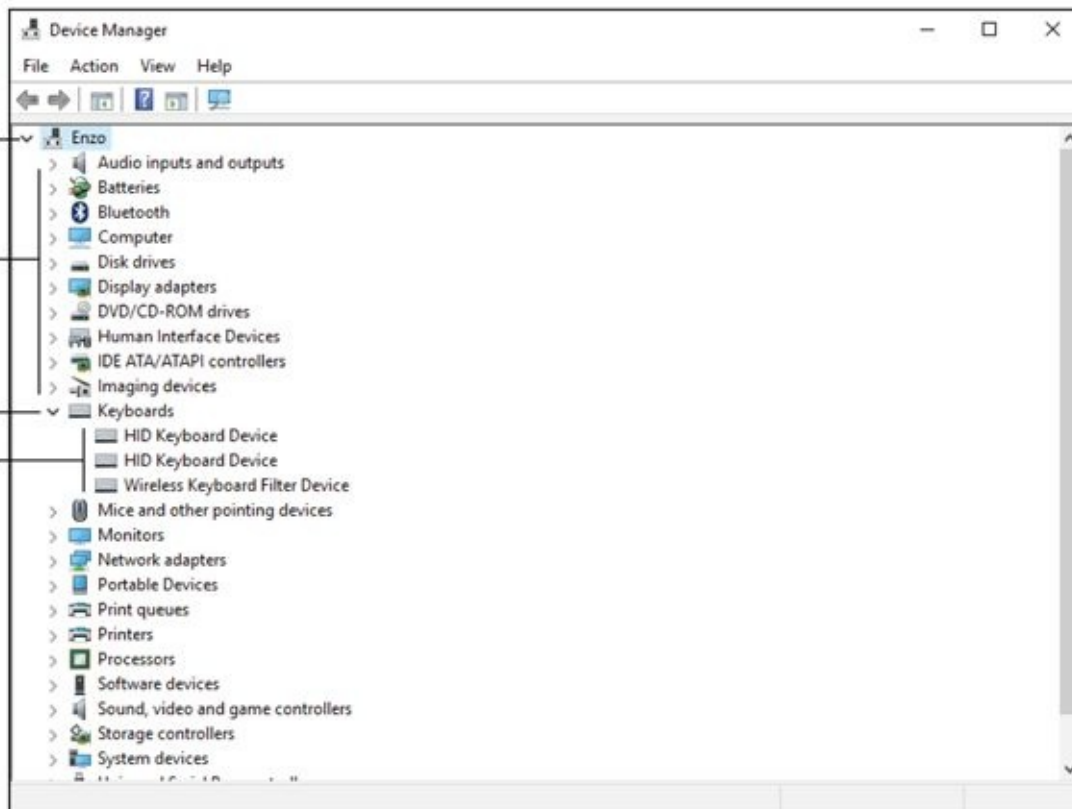 Device Manager
File Action View Help
Enzo
Audio inputs and outputs
Batteries
Bluetooth
Computer
Disk drives
Display adapters
DVD/CD-ROM drives
Human Interface Devices
IDE ATA/ATAPI controllers
Imaging devices
Keyboards
HID Keyboard Device
HID Keyboard Device
Wireless Keyboard Filter Device
Mice and other pointing devices
Monitors
Network adapters
Portable Devices
Print queues
Printers
Processors
Software devices
Sound, video and game controllers
Storage controllers
System devices